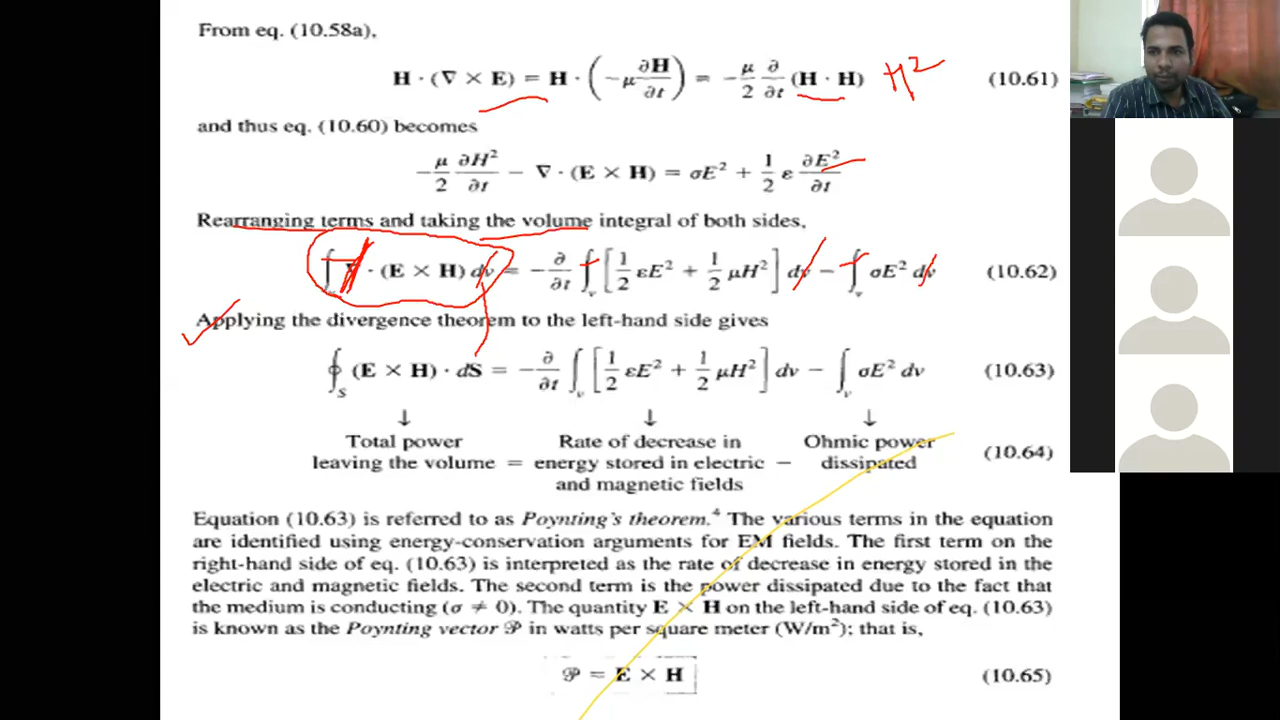 From eq. (10.58a),
H · (∇ × E) = H · (−μ ∂H/∂t) = −μ/2 ∂/∂t (H · H) H² (10.61)
and thus eq. (10.60) becomes
−μ/2 ∂H²/∂t − ∇ · (E × H) = σE² + 1/2 ε ∂E²/∂t
Rearranging terms and taking the volume integral of both sides,
∫v ∇ · (E × H) dv = −∂/∂t ∫v [1/2 εE² + 1/2 μH²] dv − ∫v σE² dv (10.62)
Applying the divergence theorem to the left-hand side gives
∮S (E × H) · dS = −∂/∂t ∫v [1/2 εE² + 1/2 μH²] dv − ∫v σE² dv (10.63)
↓ ↓ ↓
Total power Rate of decrease in Ohmic power
leaving the volume = energy stored in electric − dissipated (10.64)
and magnetic fields
Equation (10.63) is referred to as Poynting's theorem.⁴ The various terms in the equation
are identified using energy-conservation arguments for EM fields. The first term on the
right-hand side of eq. (10.63) is interpreted as the rate of decrease in energy stored in the
electric and magnetic fields. The second term is the power dissipated due to the fact that
the medium is conducting (σ ≠ 0). The quantity E × H on the left-hand side of eq. (10.63)
is known as the Poynting vector 𝒫 in watts per square meter (W/m²); that is,
𝒫 = E × H (10.65)